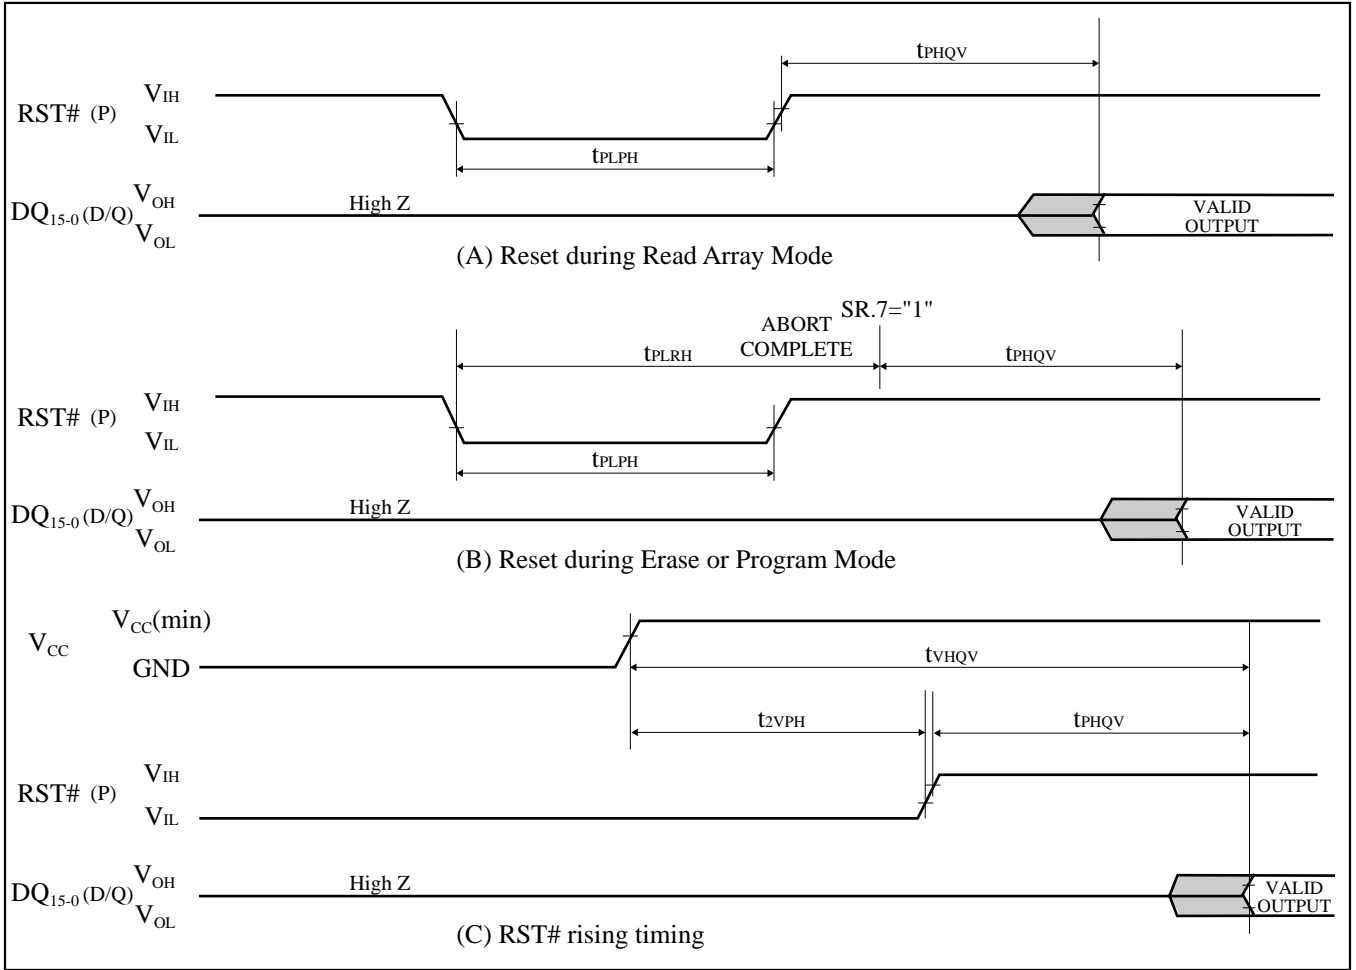 tPHQV
VIH
RST# (P)
VIL
tPLPH
VOH
High Z
DQ15-0 (D/Q)
VALID
OUTPUT
VOL
(A) Reset during Read Array Mode
SR.7="1"
ABORT
COMPLETE
tPLRH
tPHQV
VIH
RST# (P)
VIL
tPLPH
VOH
High Z
DQ15-0 (D/Q)
VALID
OUTPUT
VOL
(B) Reset during Erase or Program Mode
VCC(min)
VCC
GND
tVHQV
t2VPH
tPHQV
VIH
RST# (P)
VIL
VOH
High Z
DQ15-0 (D/Q)
VALID
OUTPUT
VOL
(C) RST# rising timing